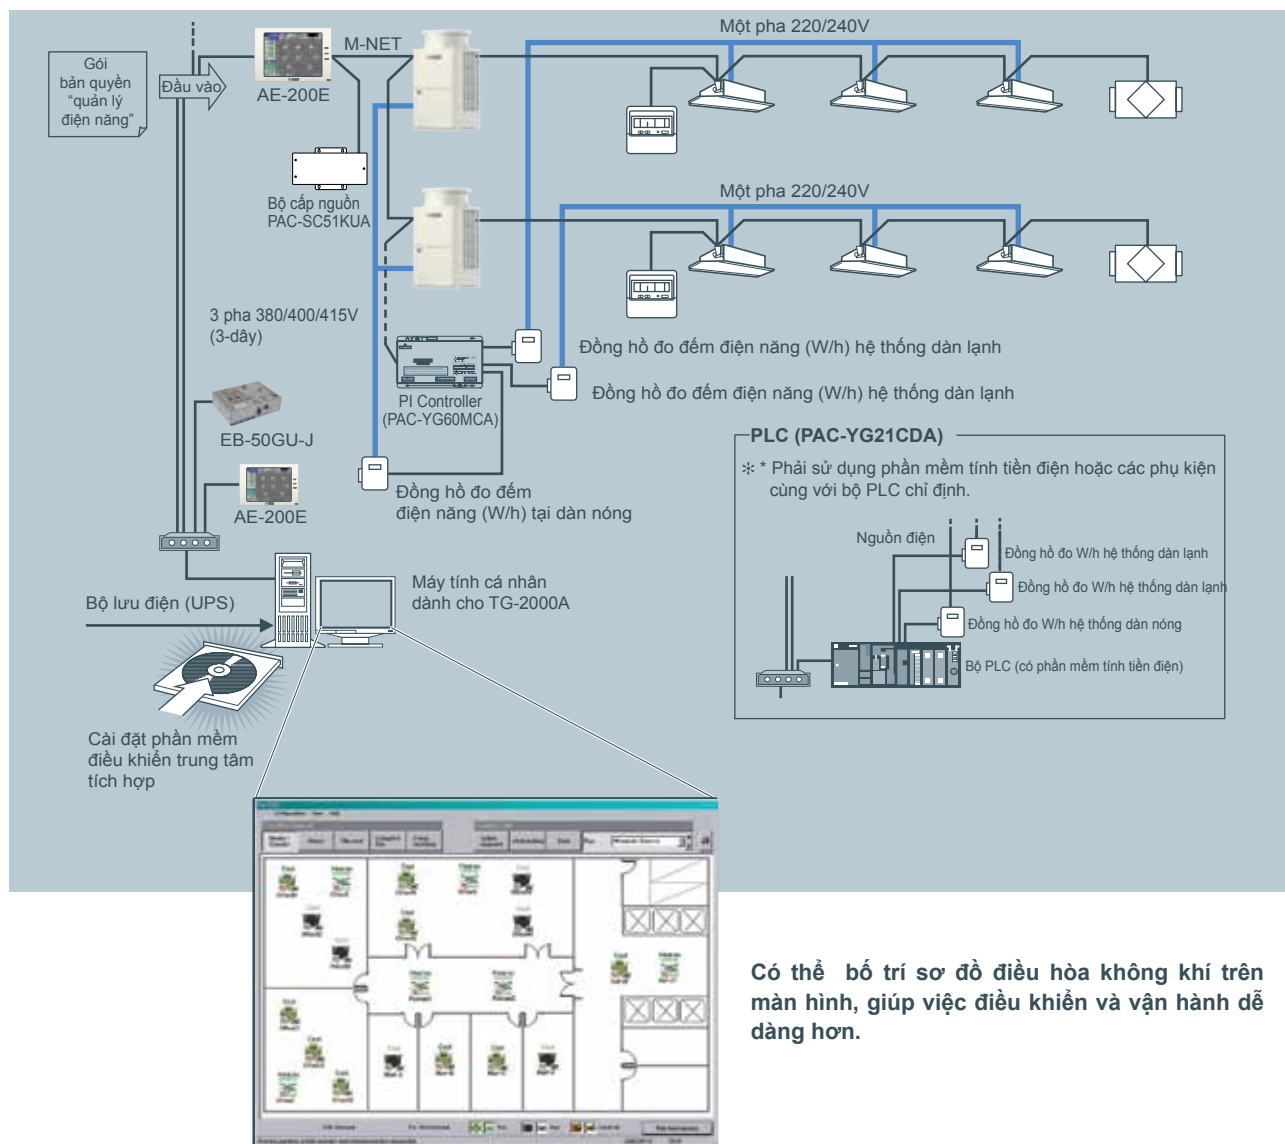 Một pha 220/240V
M-NET
Gói
bản quyền
“quản lý
điện năng”
Đầu vào
AE-200E
Bộ cấp nguồn
PAC-SC51KUA
Một pha 220/240V
3 pha 380/400/415V
(3-dây)
Đồng hồ đo đếm điện năng (W/h) hệ thống dàn lạnh
Đồng hồ đo đếm điện năng (W/h) hệ thống dàn lạnh
PI Controller
(PAC-YG60MCA)
EB-50GU-J
AE-200E
Đồng hồ đo đếm
điện năng (W/h) tại dàn nóng
PLC (PAC-YG21CDA)
* Phải sử dụng phần mềm tính tiền điện hoặc các phụ kiện
cùng với bộ PLC chỉ định.
Nguồn điện
Đồng hồ đo W/h hệ thống dàn lạnh
Đồng hồ đo W/h hệ thống dàn lạnh
Đồng hồ đo W/h hệ thống dàn nóng
Bộ PLC (có phần mềm tính tiền điện)
Máy tính cá nhân
dành cho TG-2000A
Bộ lưu điện (UPS)
Cài đặt phần mềm
điều khiển trung tâm
tích hợp
Có thể bố trí sơ đồ điều hòa không khí trên
màn hình, giúp việc điều khiển và vận hành dễ
dàng hơn.